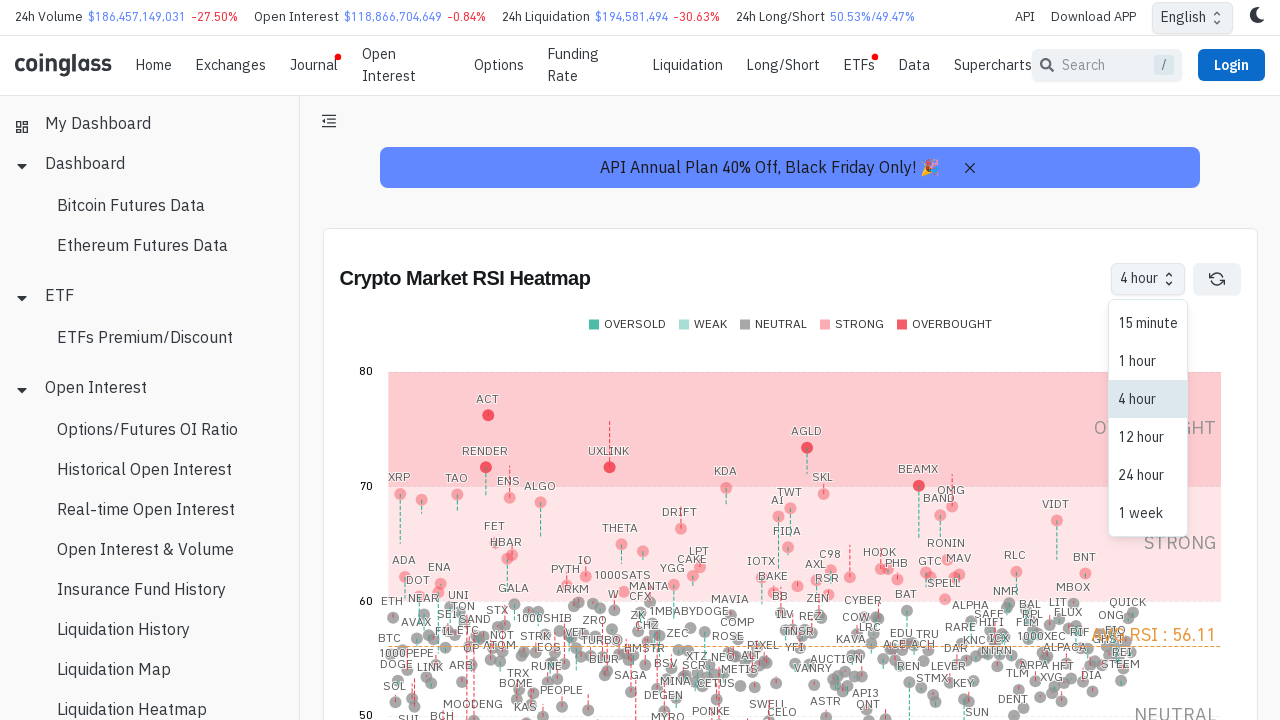 24h Volume $186,457,149,031 -27.50% Open Interest $118,866,704,649 -0.84% 24h Liquidation $194,581,494 -30.63% 24h Long/Short 50.53%/49.47% API Download APP English
coinglass Home Exchanges Journal Open Interest Options Funding Rate Liquidation Long/Short ETFs Data Supercharts Search / Login
My Dashboard
Dashboard
Bitcoin Futures Data
Ethereum Futures Data
ETF
ETFs Premium/Discount
Open Interest
Options/Futures OI Ratio
Historical Open Interest
Real-time Open Interest
Open Interest & Volume
Insurance Fund History
Liquidation History
Liquidation Map
Liquidation Heatmap
API Annual Plan 40% Off, Black Friday Only! 🎉
Crypto Market RSI Heatmap
4 hour
15 minute
1 hour
4 hour
12 hour
24 hour
1 week
OVERSOLD WEAK NEUTRAL STRONG OVERBOUGHT
80
ACT
AGLD
RENDER
UXLINK
BEAMX
70
XRP
TAO
ENS
ALGO
KDA
SKL
TWT
AI
OMG
BAND
VIDT
DRIFT
FET
THETA
FIDA
HBAR
RONIN
STRONG
ADA
IO
LPT
CAKE
C98
HOOK
RLC
BNT
ENA
PYTH
YGG
IOTX
AXL
PHB
GTC
MAV
DOT
1000SATS
BAKE
RSR
SPELL
GALA
ARKM
MANTA
NMR
MBOX
60
ETH
NEAR
UNI
W
CFX
MAVIA
BB
ZEN
CYBER
BAT
ALPHA
BAL
LIT
QUICK
TON
STX
1MBABYDOGE
AVAX
SAND
1000SHIB
ZRO
ZK
COMP
REZ
COW
SAFE
RPL
FLUX
ONG
FIL
ETC
NOT
STRK
VET
CHZ
ZEC
ROSE
TNSR
LRC
EDU
TRU
RARE
HIFI
RIF
AVG RSI : 56.11
BTC
ATOM
EOS
TURBO
HMSTR
PIXEL
YFI
KAVA
ACE
ACH
DAR
KNC
ICX
1000XEC
1000PEPE
BLUR
XTZ
NEO
ALT
AUCTION
NTRN
ALPACA
REI
DOGE
LINK
ARB
RUNE
BSV
SCR
METIS
VANRY
REN
LEVER
ARPA
HFT
STEEM
TRX
SAGA
MINA
CETUS
STMX
KEY
TLM
XVG
DIA
SOL
BOME
PEOPLE
DEGEN
ASTR
API3
DENT
MOODENG
KAS
PONKE
SWELL
QNT
SUN
SUI
BCH
MYRO
CELO
NEUTRAL
50